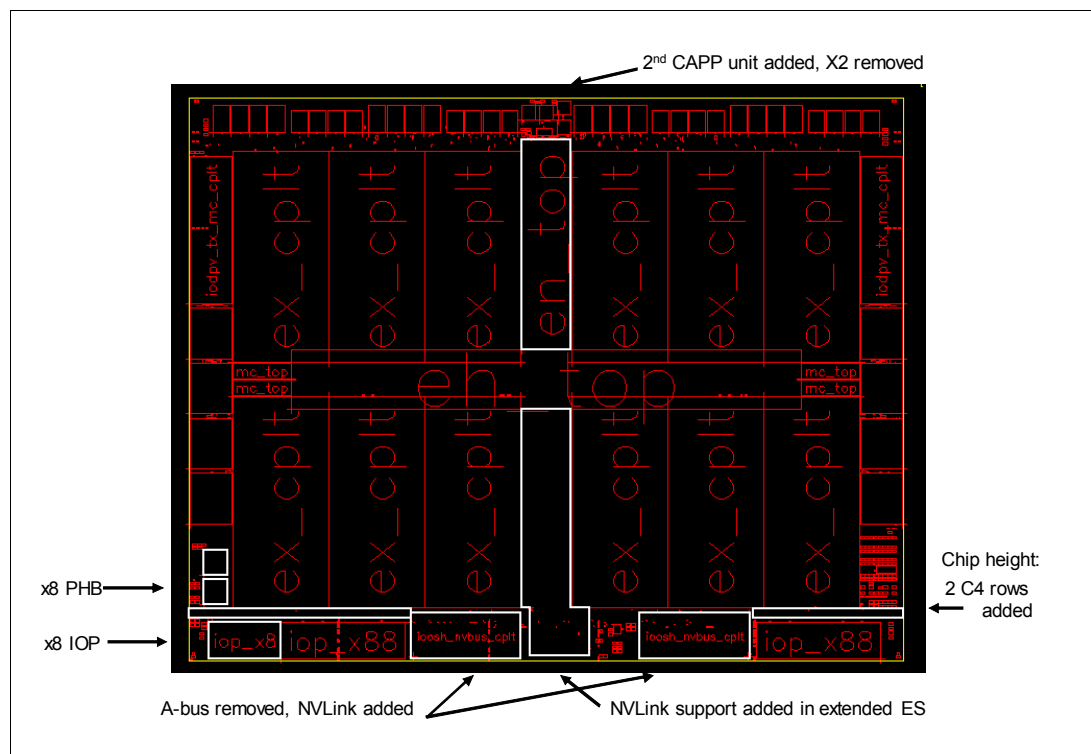 2nd CAPP unit added, X2 removed
iodpv_tx_mc_cplt
ex_cplt
ex_cplt
ex_cplt
en_top
ex_cplt
ex_cplt
ex_cplt
iodpv_tx_mc_cplt
mc_top
mc_top
eh_top
mc_top
mc_top
ex_cplt
ex_cplt
ex_cplt
ex_cplt
ex_cplt
ex_cplt
Chip height:
2 C4 rows
added
x8 PHB
x8 IOP
iop_x8
iop_x88
ioosh_nvbus_cplt
ioosh_nvbus_cplt
iop_x88
A-bus removed, NVLink added
NVLink support added in extended ES